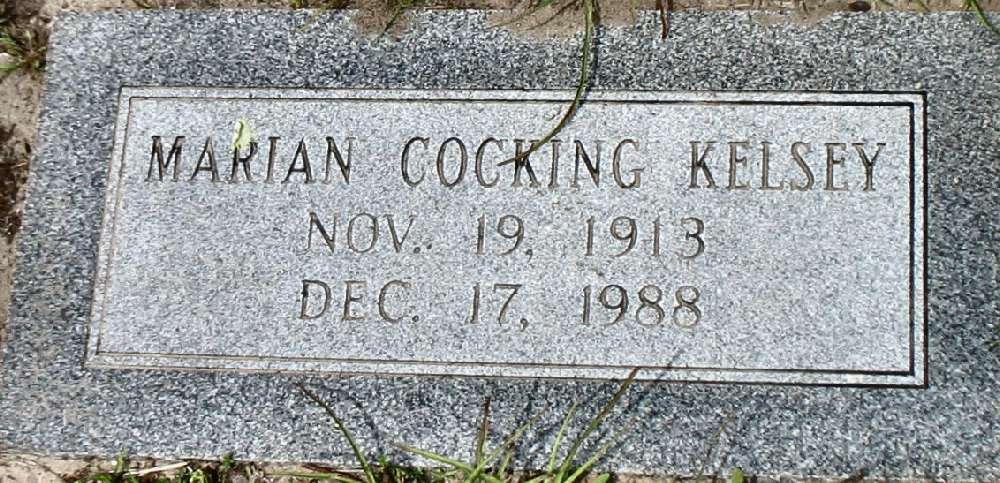 MARIAN COCKING KELSEY
NOV. 19, 1913
DEC. 17, 1988